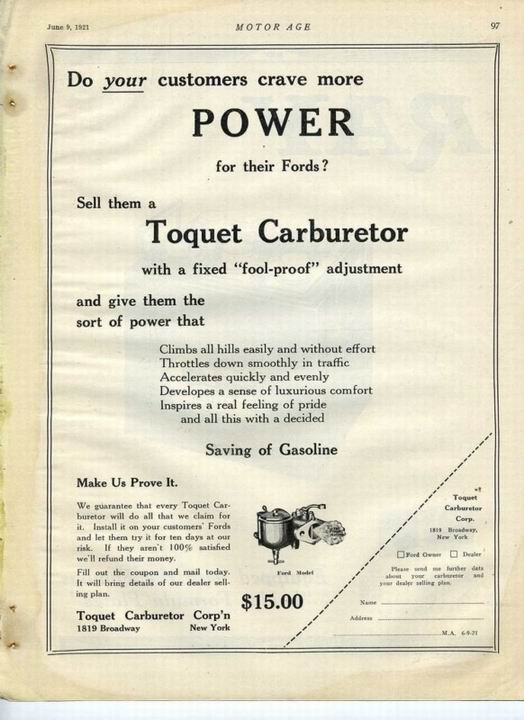 June 9, 1921 MOTOR AGE 97
Do your customers crave more
POWER
for their Fords?
Sell them a
Toquet Carburetor
with a fixed "fool-proof" adjustment
and give them the
sort of power that
Climbs all hills easily and without effort
Throttles down smoothly in traffic
Accelerates quickly and evenly
Developes a sense of luxurious comfort
Inspires a real feeling of pride
and all this with a decided
Saving of Gasoline
Make Us Prove It.
We guarantee that every Toquet Car-
buretor will do all that we claim for
it. Install it on your customers' Fords
and let them try it for ten days at our
risk. If they aren't 100% satisfied
we'll refund their money.
Fill out the coupon and mail today.
It will bring details of our dealer sell-
ing plan.
Toquet Carburetor Corp'n
1819 Broadway New York
Ford Model
$15.00
Toquet
Carburetor
Corp.
1819 Broadway,
New York
Ford Owner Dealer
Please send me further data
about your carburetor and
your dealer selling plan.
Name
Address
M.A. 6-9-21